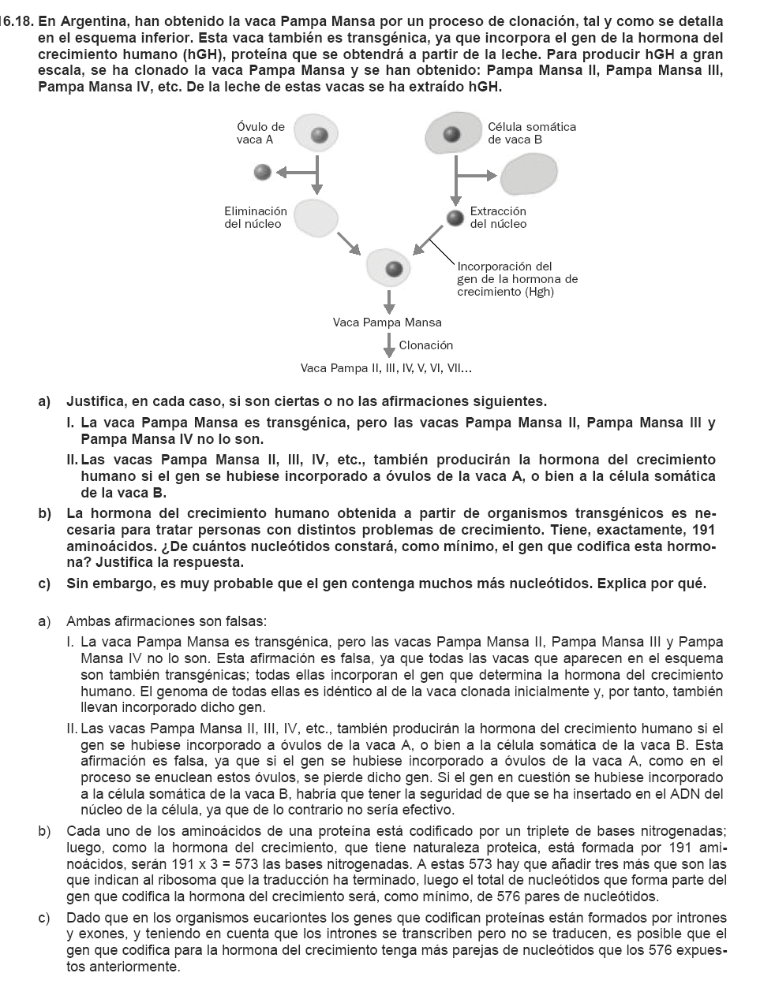 16.18. En Argentina, han obtenido la vaca Pampa Mansa por un proceso de clonación, tal y como se detalla
en el esquema inferior. Esta vaca también es transgénica, ya que incorpora el gen de la hormona del
crecimiento humano (hGH), proteína que se obtendrá a partir de la leche. Para producir hGH a gran
escala, se ha clonado la vaca Pampa Mansa y se han obtenido: Pampa Mansa II, Pampa Mansa III,
Pampa Mansa IV, etc. De la leche de estas vacas se ha extraído hGH.
Óvulo de
vaca A
Célula somática
de vaca B
Eliminación
del núcleo
Extracción
del núcleo
Incorporación del
gen de la hormona de
crecimiento (Hgh)
Vaca Pampa Mansa
Clonación
Vaca Pampa II, III, IV, V, VI, VII...
a) Justifica, en cada caso, si son ciertas o no las afirmaciones siguientes.
I. La vaca Pampa Mansa es transgénica, pero las vacas Pampa Mansa II, Pampa Mansa III y
Pampa Mansa IV no lo son.
II. Las vacas Pampa Mansa II, III, IV, etc., también producirán la hormona del crecimiento
humano si el gen se hubiese incorporado a óvulos de la vaca A, o bien a la célula somática
de la vaca B.
b) La hormona del crecimiento humano obtenida a partir de organismos transgénicos es ne-
cesaria para tratar personas con distintos problemas de crecimiento. Tiene, exactamente, 191
aminoácidos. ¿De cuántos nucleótidos constará, como mínimo, el gen que codifica esta hormo-
na? Justifica la respuesta.
c) Sin embargo, es muy probable que el gen contenga muchos más nucleótidos. Explica por qué.
a) Ambas afirmaciones son falsas:
I. La vaca Pampa Mansa es transgénica, pero las vacas Pampa Mansa II, Pampa Mansa III y Pampa
Mansa IV no lo son. Esta afirmación es falsa, ya que todas las vacas que aparecen en el esquema
son también transgénicas; todas ellas incorporan el gen que determina la hormona del crecimiento
humano. El genoma de todas ellas es idéntico al de la vaca clonada inicialmente y, por tanto, también
llevan incorporado dicho gen.
II. Las vacas Pampa Mansa II, III, IV, etc., también producirán la hormona del crecimiento humano si el
gen se hubiese incorporado a óvulos de la vaca A, o bien a la célula somática de la vaca B. Esta
afirmación es falsa, ya que si el gen se hubiese incorporado a óvulos de la vaca A, como en el
proceso se enuclean estos óvulos, se pierde dicho gen. Si el gen en cuestión se hubiese incorporado
a la célula somática de la vaca B, habría que tener la seguridad de que se ha insertado en el ADN del
núcleo de la célula, ya que de lo contrario no sería efectivo.
b) Cada uno de los aminoácidos de una proteína está codificado por un triplete de bases nitrogenadas;
luego, como la hormona del crecimiento, que tiene naturaleza proteica, está formada por 191 ami-
noácidos, serán 191 x 3 = 573 las bases nitrogenadas. A estas 573 hay que añadir tres más que son las
que indican al ribosoma que la traducción ha terminado, luego el total de nucleótidos que forma parte del
gen que codifica la hormona del crecimiento será, como mínimo, de 576 pares de nucleótidos.
c) Dado que en los organismos eucariontes los genes que codifican proteínas están formados por intrones
y exones, y teniendo en cuenta que los intrones se transcriben pero no se traducen, es posible que el
gen que codifica para la hormona del crecimiento tenga más parejas de nucleótidos que los 576 expues-
tos anteriormente.